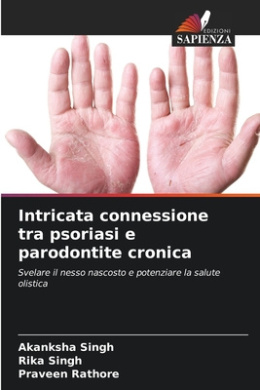 EDIZIONI
SAPIENZA
Intricata connessione
tra psoriasi e
parodontite cronica
Svelare il nesso nascosto e potenziare la salute
olistica
Akanksha Singh
Rika Singh
Praveen Rathore